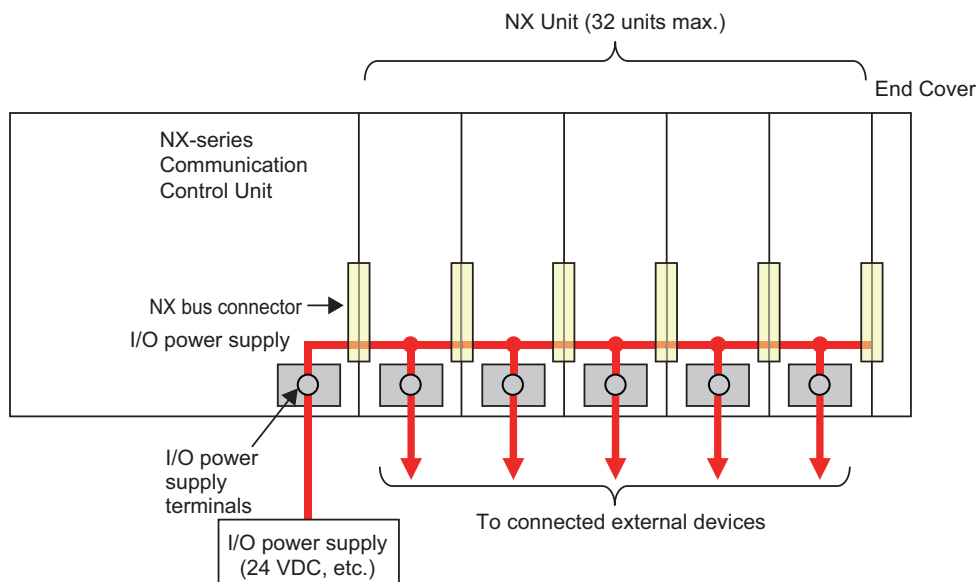 NX Unit (32 units max.)
End Cover
NX-series
Communication
Control Unit
NX bus connector
I/O power supply
I/O power
supply
terminals
To connected external devices
I/O power supply
(24 VDC, etc.)